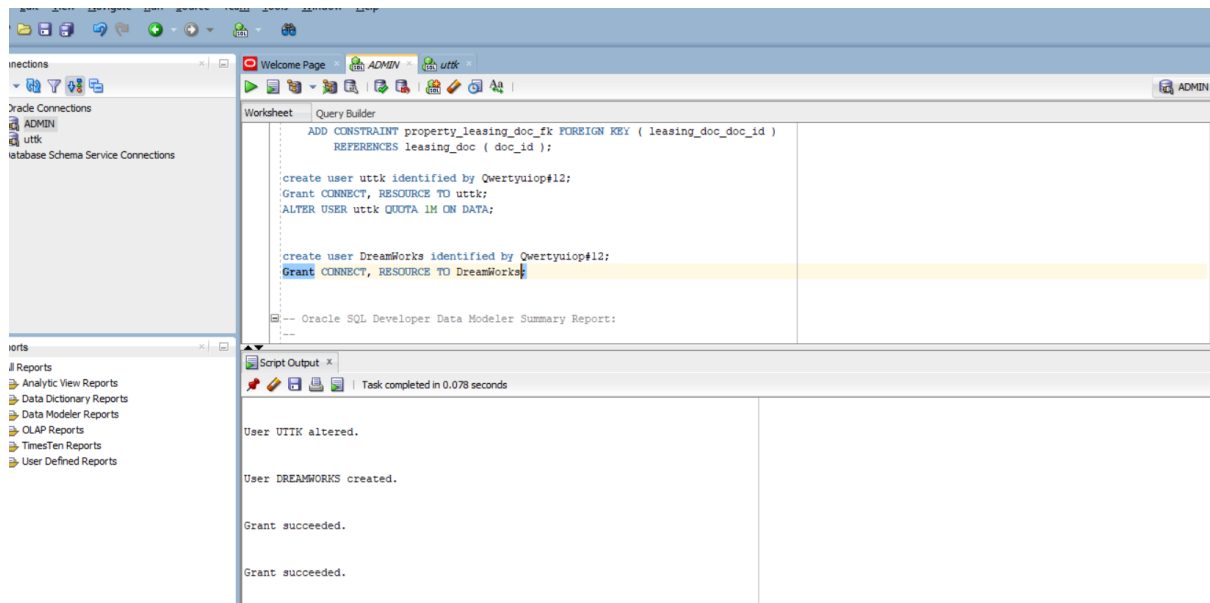 Welcome Page ADMIN uttk
ADMIN
Connections
Worksheet Query Builder
Oracle Connections
ADMIN
uttk
Database Schema Service Connections
ADD CONSTRAINT property_leasing_doc_fk FOREIGN KEY ( leasing_doc_doc_id )
REFERENCES leasing_doc ( doc_id );
create user uttk identified by Qwertyuiop#12;
Grant CONNECT, RESOURCE TO uttk;
ALTER USER uttk QUOTA 1M ON DATA;
create user DreamWorks identified by Qwertyuiop#12;
Grant CONNECT, RESOURCE TO DreamWorks;
-- Oracle SQL Developer Data Modeler Summary Report:
--
All Reports
Analytic View Reports
Data Dictionary Reports
Data Modeler Reports
OLAP Reports
TimesTen Reports
User Defined Reports
Script Output
Task completed in 0.078 seconds
User UTTK altered.
User DREAMWORKS created.
Grant succeeded.
Grant succeeded.